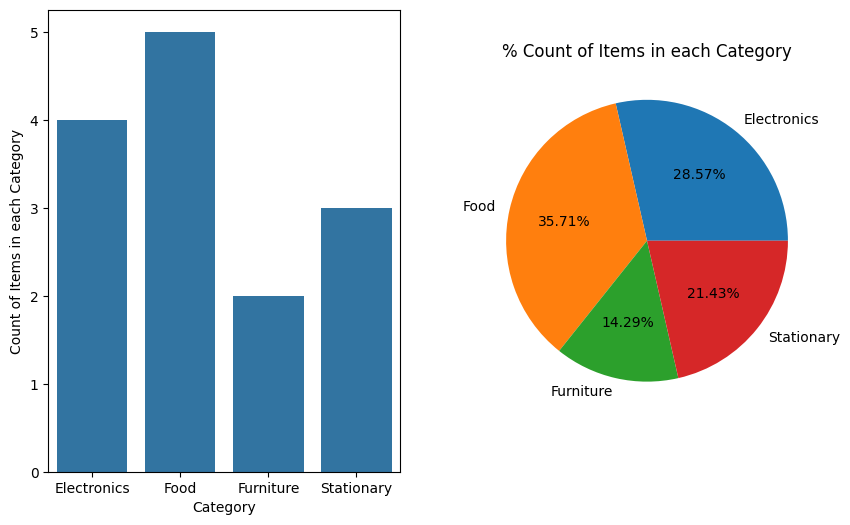 5
4
3
2
1
0
Count of Items in each Category
Electronics
Food
Furniture
Stationary
Category
% Count of Items in each Category
Electronics
28.57%
Food
35.71%
14.29%
Furniture
21.43%
Stationary